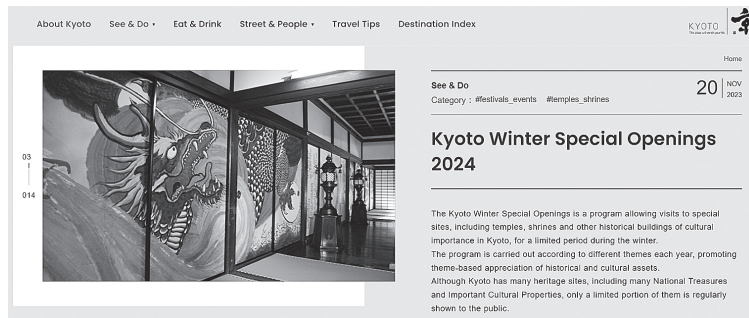 About Kyoto See & Do ▾ Eat & Drink Street & People ▾ Travel Tips Destination Index
KYOTO
Home
See & Do
Category : #festivals_events #temples_shrines
20 NOV 2023
Kyoto Winter Special Openings
2024
03
014
The Kyoto Winter Special Openings is a program allowing visits to special
sites, including temples, shrines and other historical buildings of cultural
importance in Kyoto, for a limited period during the winter.
The program is carried out according to different themes each year, promoting
theme-based appreciation of historical and cultural assets.
Although Kyoto has many heritage sites, including many National Treasures
and Important Cultural Properties, only a limited portion of them is regularly
shown to the public.